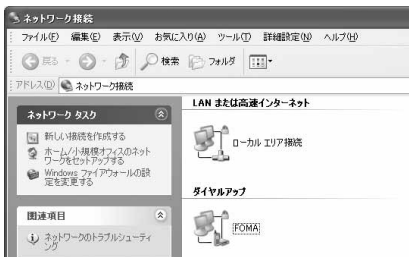 ネットワーク接続
ファイル(F) 編集(E) 表示(V) お気に入り(A) ツール(T) 詳細設定(N) ヘルプ(H)
戻る 検索 フォルダ
アドレス(D) ネットワーク接続
ネットワーク タスク
新しい接続を作成する
ホーム/小規模オフィスのネット
ワークをセットアップする
Windows ファイアウォールの設
定を変更する
関連項目
ネットワークのトラブルシューティ
ング
LAN または高速インターネット
ローカル エリア接続
ダイヤルアップ
FOMA